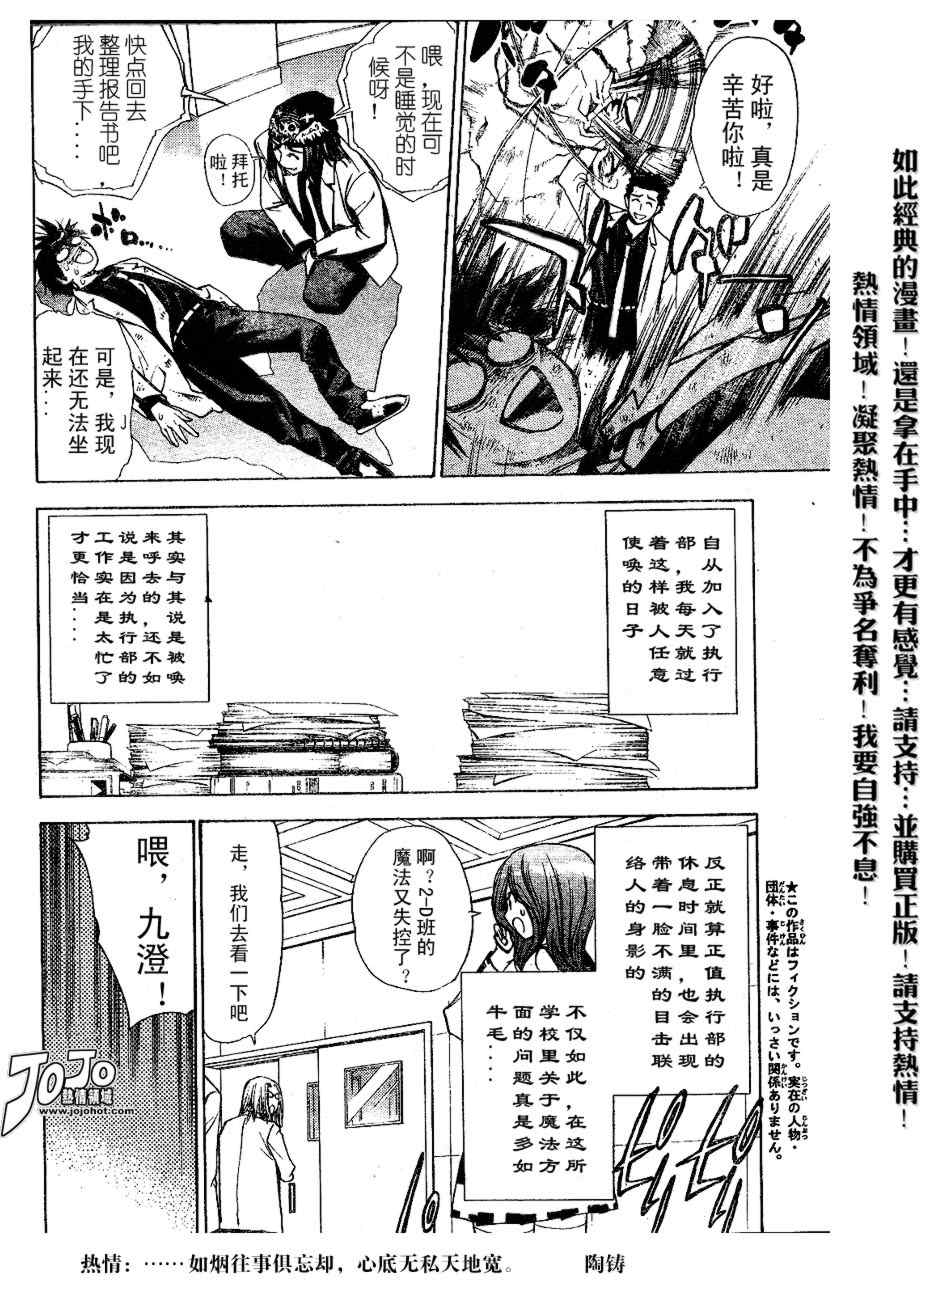 好啦，真是
辛苦你啦！
喂,现在可
不是睡觉的时
候呀！
拜托
啦！
快点回去
整理报告书吧，
我的手下...
ボロ...
可是,我现
在还无法坐
起来...
自从加入了执行
部，我每天就过
着这样被人任意
使唤的日子
其实与其说是被唤
来呼去的，还不如
说是因为执行部的
工作实在是太忙了
才更恰当....
反正就算正值执行部的
休息时间里，也会出现
带着一脸不满的目击联
络人的身影的
啊？2-D班的
魔法又失控了？
不仅如此，在这所
学校里关于魔法方
面的问题真是多如
牛毛...
ピピピ
走，我们去看一下吧
喂，九澄！
★この作品はフィクションです。実在の人物・
団体・事件などには、いっさい関係ありません。
如此經典的漫畫！還是拿在手中…才更有感覺…請支持…並購買正版！請支持熱情！
熱情領域！凝聚熱情！不為爭名奪利！我要自強不息！
JOJO
熱情領域
www.jojohot.com
热情：……如烟往事俱忘却，心底无私天地宽。 陶铸